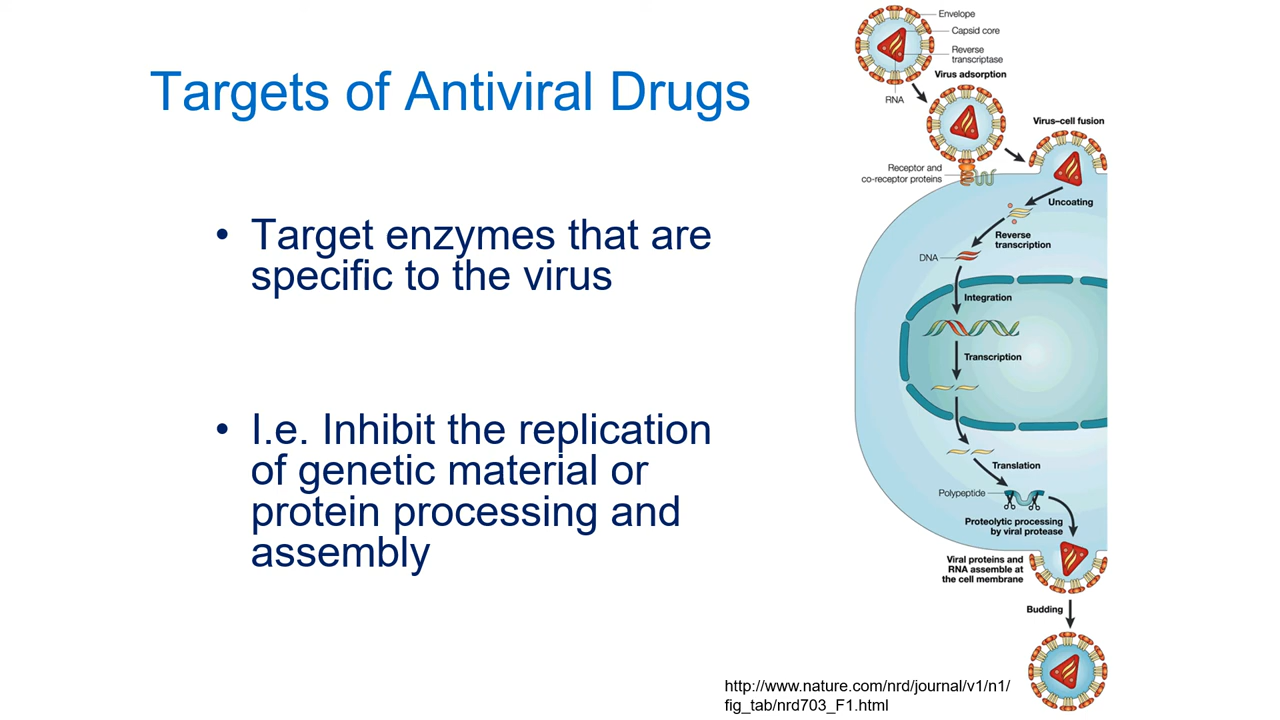 Targets of Antiviral Drugs
• Target enzymes that are
specific to the virus
• I.e. Inhibit the replication
of genetic material or
protein processing and
assembly
Envelope
Capsid core
Reverse
transcriptase
Virus adsorption
RNA
Virus–cell fusion
Receptor and
co-receptor proteins
Uncoating
Reverse
transcription
DNA
Integration
Transcription
Translation
Polypeptide
Proteolytic processing
by viral protease
Viral proteins and
RNA assemble at
the cell membrane
Budding
http://www.nature.com/nrd/journal/v1/n1/
fig_tab/nrd703_F1.html